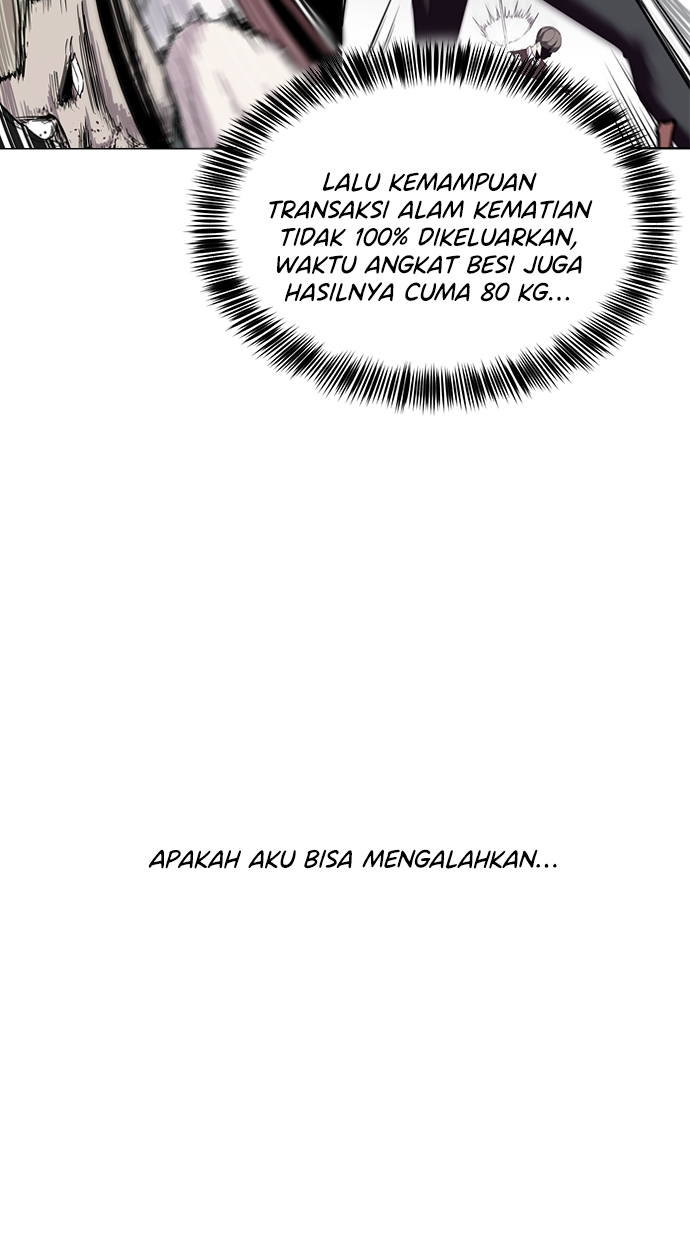 LALU KEMAMPUAN
TRANSAKSI ALAM KEMATIAN
TIDAK 100% DIKELUARKAN,
WAKTU ANGKAT BESI JUGA
HASILNYA CUMA 80 KG...
APAKAH AKU BISA MENGALAHKAN...